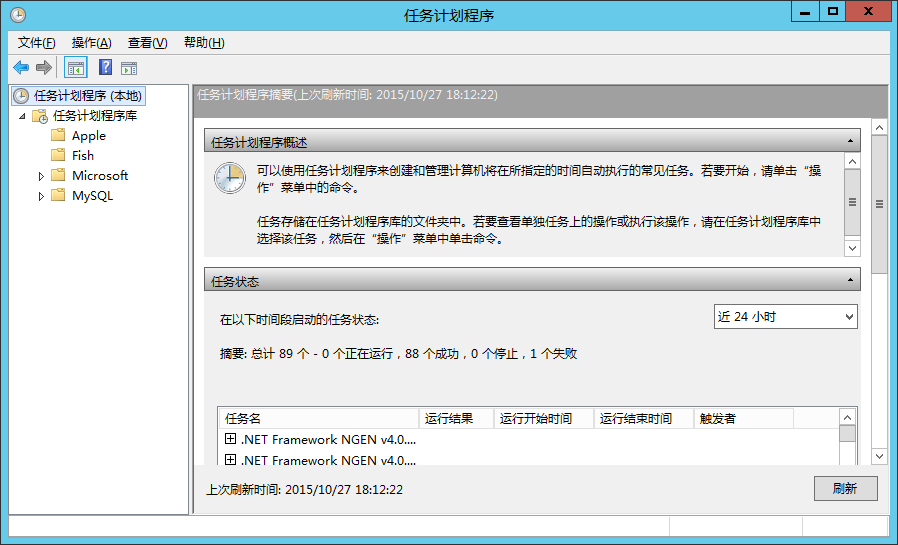 任务计划程序
文件(F) 操作(A) 查看(V) 帮助(H)
任务计划程序 (本地)
任务计划程序库
Apple
Fish
Microsoft
MySQL
任务计划程序摘要(上次刷新时间: 2015/10/27 18:12:22)
任务计划程序概述
可以使用任务计划程序来创建和管理计算机将在所指定的时间自动执行的常见任务。若要开始，请单击“操
作”菜单中的命令。
任务存储在任务计划程序库的文件夹中。若要查看单独任务上的操作或执行该操作，请在任务计划程序库中
选择该任务，然后在“操作”菜单中单击命令。
任务状态
在以下时间段启动的任务状态:
近 24 小时
摘要: 总计 89 个 - 0 个正在运行，88 个成功，0 个停止，1 个失败
任务名 运行结果 运行开始时间 运行结束时间 触发者
.NET Framework NGEN v4.0....
.NET Framework NGEN v4.0....
上次刷新时间: 2015/10/27 18:12:22
刷新